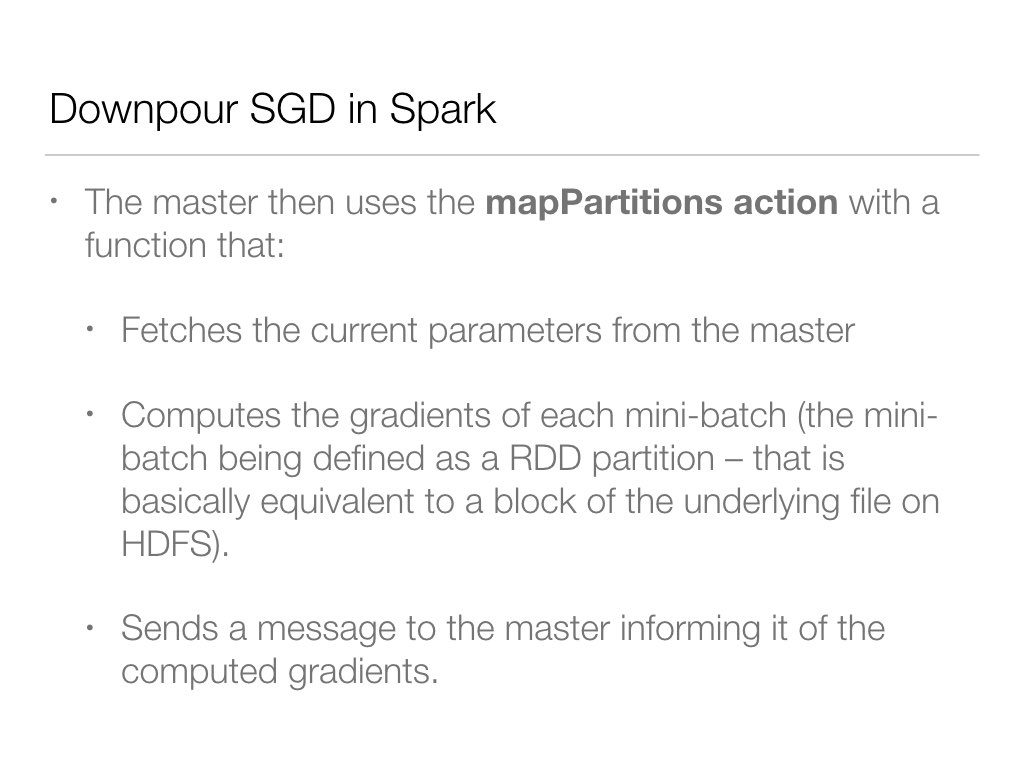 Downpour SGD in Spark
• The master then uses the mapPartitions action with a
function that:
• Fetches the current parameters from the master
• Computes the gradients of each mini-batch (the mini-
batch being defined as a RDD partition – that is
basically equivalent to a block of the underlying file on
HDFS).
• Sends a message to the master informing it of the
computed gradients.